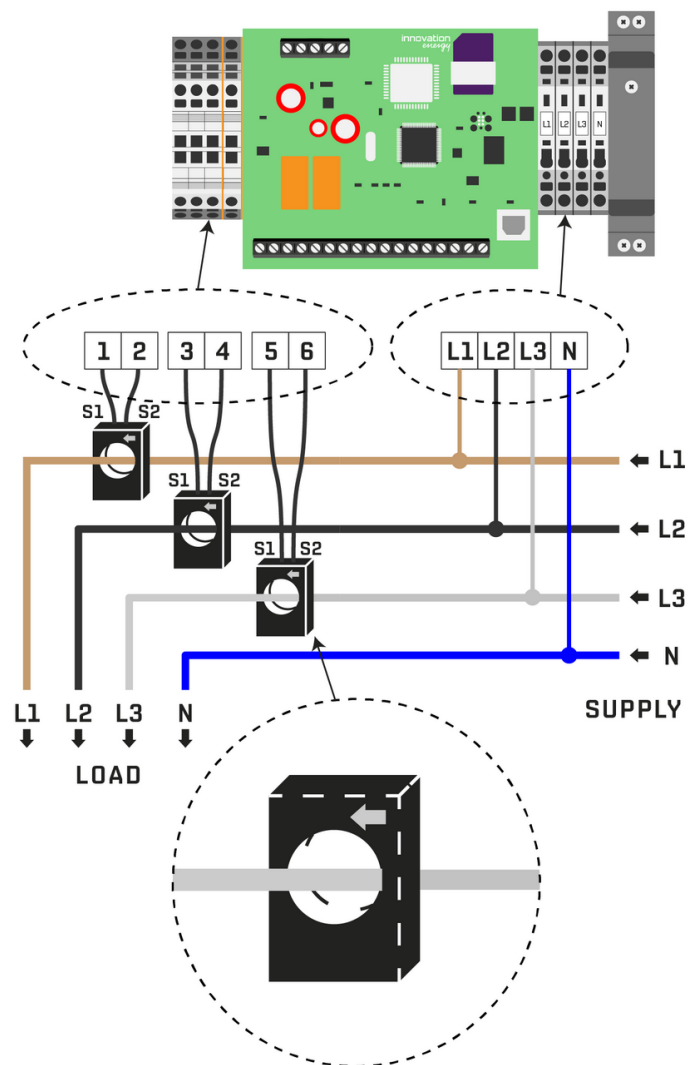 innovation
energy
L1 L2 L3 N
1 2 3 4 5 6
L1 L2 L3 N
S1 S2
L1
S1 S2
L2
S1 S2
L3
N
L1 L2 L3 N
SUPPLY
LOAD